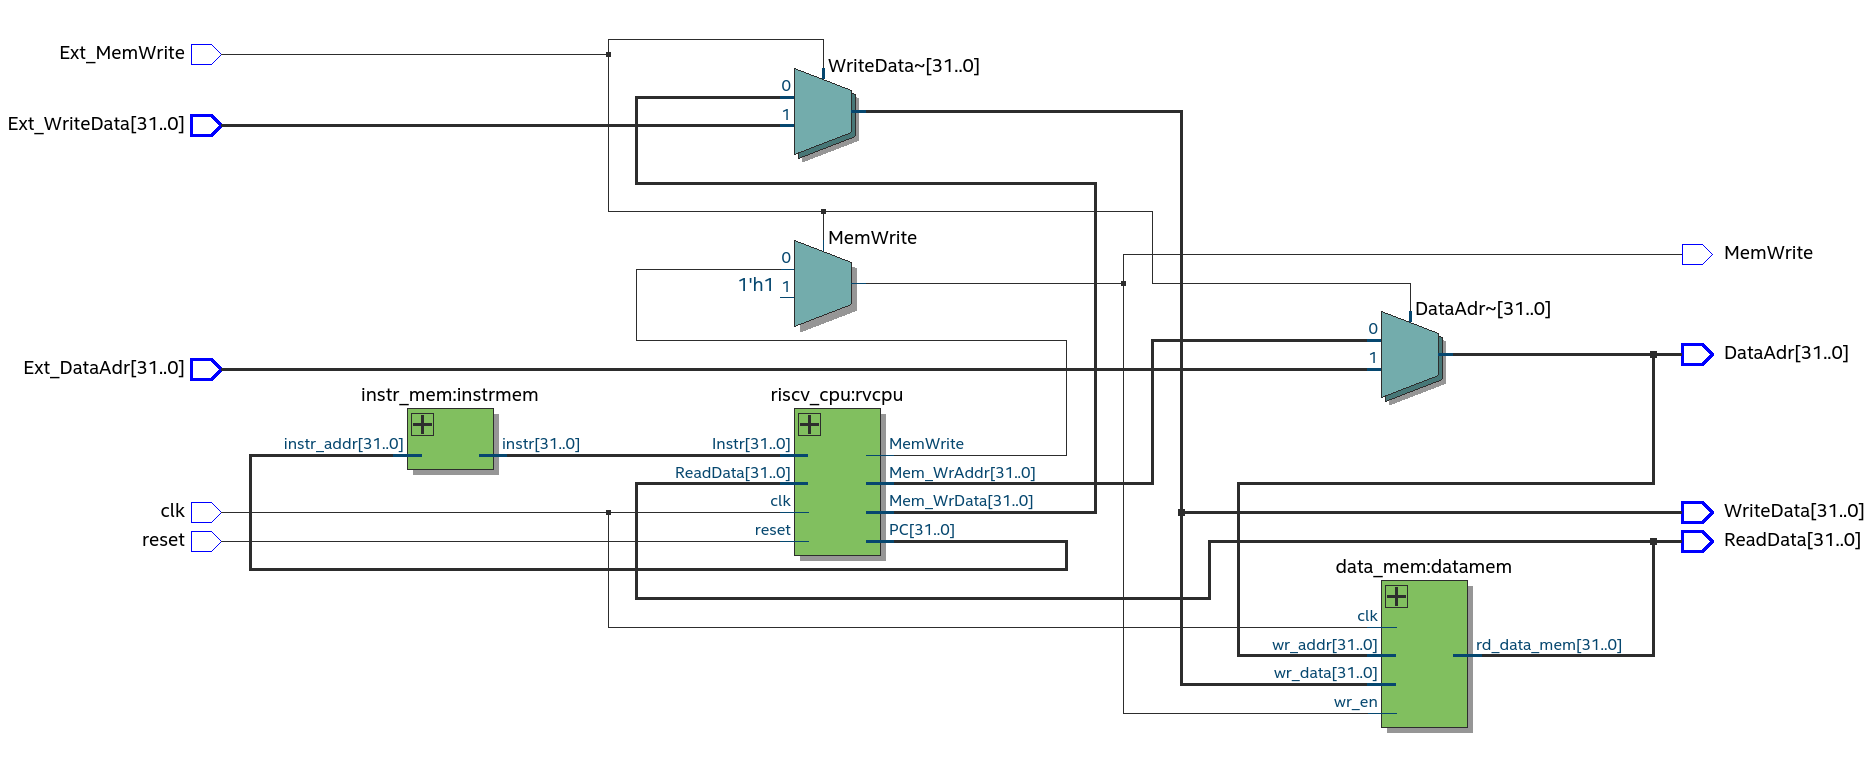 Ext_MemWrite
WriteData~[31..0]
0
Ext_WriteData[31..0]
1
MemWrite
0
1'h1 1
MemWrite
DataAdr~[31..0]
0
1
DataAdr[31..0]
Ext_DataAdr[31..0]
instr_mem:instrmem
riscv_cpu:rvcpu
instr_addr[31..0]
instr[31..0]
Instr[31..0]
MemWrite
ReadData[31..0]
Mem_WrAddr[31..0]
clk
clk
Mem_WrData[31..0]
WriteData[31..0]
reset
reset
PC[31..0]
ReadData[31..0]
data_mem:datamem
clk
wr_addr[31..0]
rd_data_mem[31..0]
wr_data[31..0]
wr_en